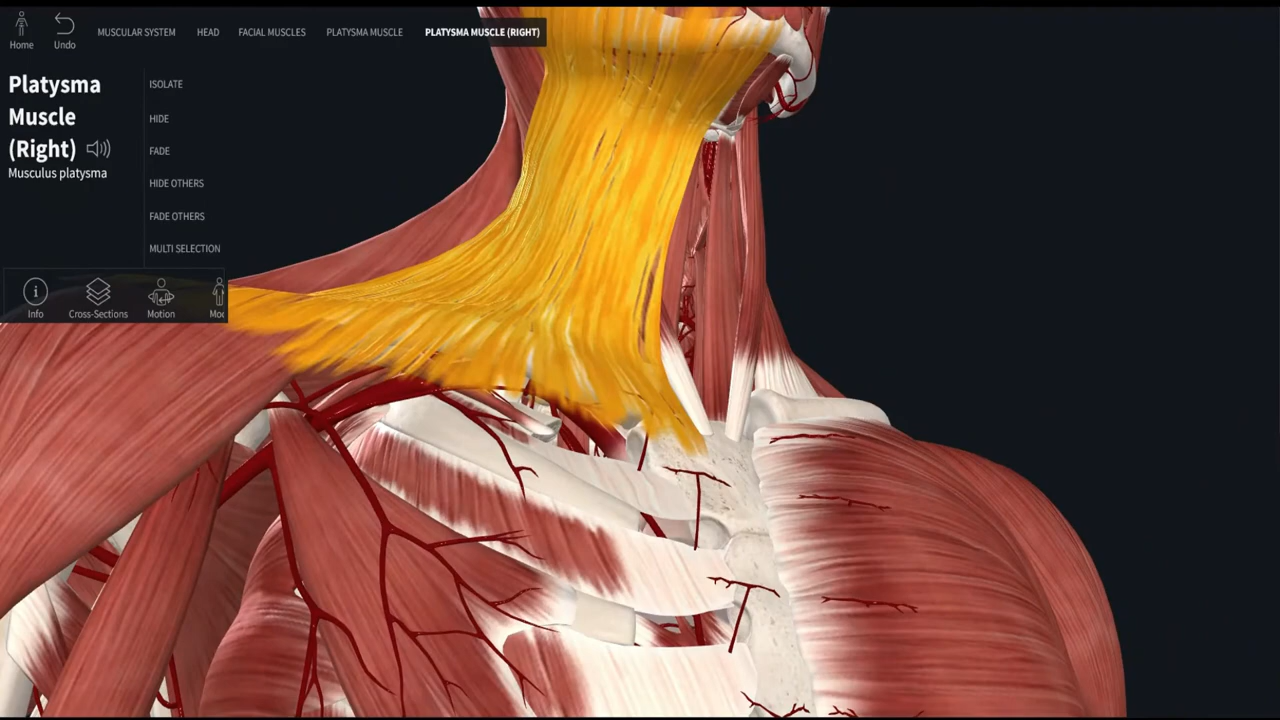 Home
Undo
MUSCULAR SYSTEM
HEAD
FACIAL MUSCLES
PLATYSMA MUSCLE
PLATYSMA MUSCLE (RIGHT)
Platysma
Muscle
(Right)
Musculus platysma
ISOLATE
HIDE
FADE
HIDE OTHERS
FADE OTHERS
MULTI SELECTION
Info
Cross-Sections
Motion